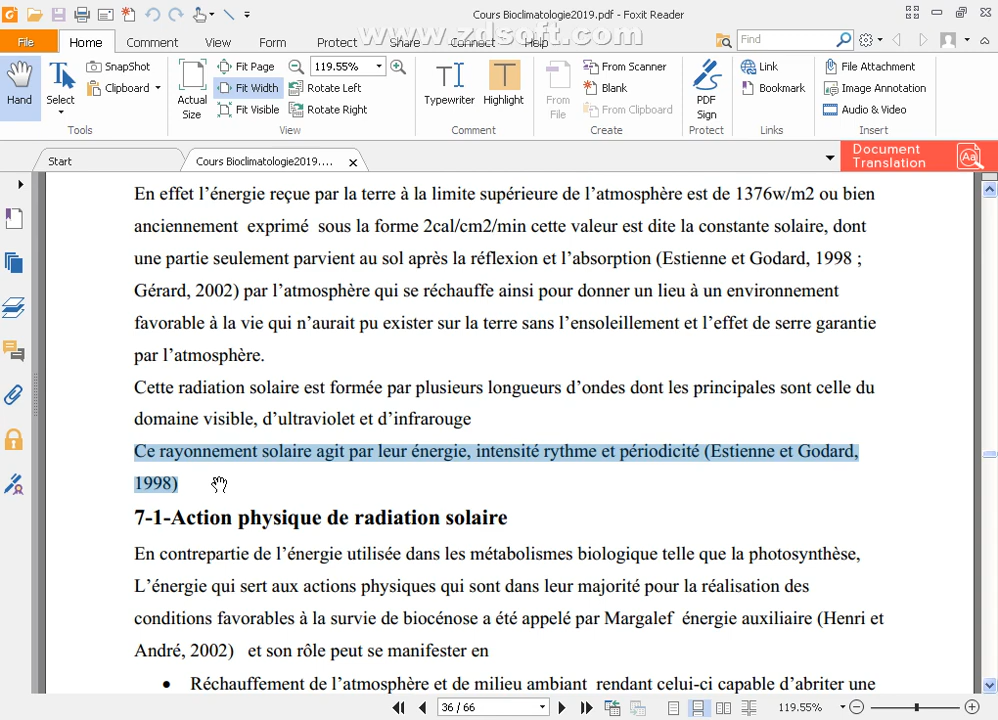 Cours Bioclimatologie2019.pdf - Foxit Reader
www.zdsoft.com
File Home Comment View Form Protect Share Connect Help Find
Hand
Select
SnapShot
Clipboard
Actual Size
Fit Page
Fit Width
Fit Visible
119.55%
Rotate Left
Rotate Right
Typewriter
Highlight
From File
From Scanner
Blank
From Clipboard
PDF Sign
Link
Bookmark
File Attachment
Image Annotation
Audio & Video
Tools View Comment Create Protect Links Insert
Start
Cours Bioclimatologie2019....
Document
Translation
En effet l’énergie reçue par la terre à la limite supérieure de l’atmosphère est de 1376w/m2 ou bien
anciennement exprimé sous la forme 2cal/cm2/min cette valeur est dite la constante solaire, dont
une partie seulement parvient au sol après la réflexion et l’absorption (Estienne et Godard, 1998 ;
Gérard, 2002) par l’atmosphère qui se réchauffe ainsi pour donner un lieu à un environnement
favorable à la vie qui n’aurait pu exister sur la terre sans l’ensoleillement et l’effet de serre garantie
par l’atmosphère.
Cette radiation solaire est formée par plusieurs longueurs d’ondes dont les principales sont celle du
domaine visible, d’ultraviolet et d’infrarouge
Ce rayonnement solaire agit par leur énergie, intensité rythme et périodicité (Estienne et Godard,
1998)
7-1-Action physique de radiation solaire
En contrepartie de l’énergie utilisée dans les métabolismes biologique telle que la photosynthèse,
L’énergie qui sert aux actions physiques qui sont dans leur majorité pour la réalisation des
conditions favorables à la survie de biocénose a été appelé par Margalef énergie auxiliaire (Henri et
André, 2002) et son rôle peut se manifester en
• Réchauffement de l’atmosphère et de milieu ambiant rendant celui-ci capable d’abriter une
36 / 66
119.55%